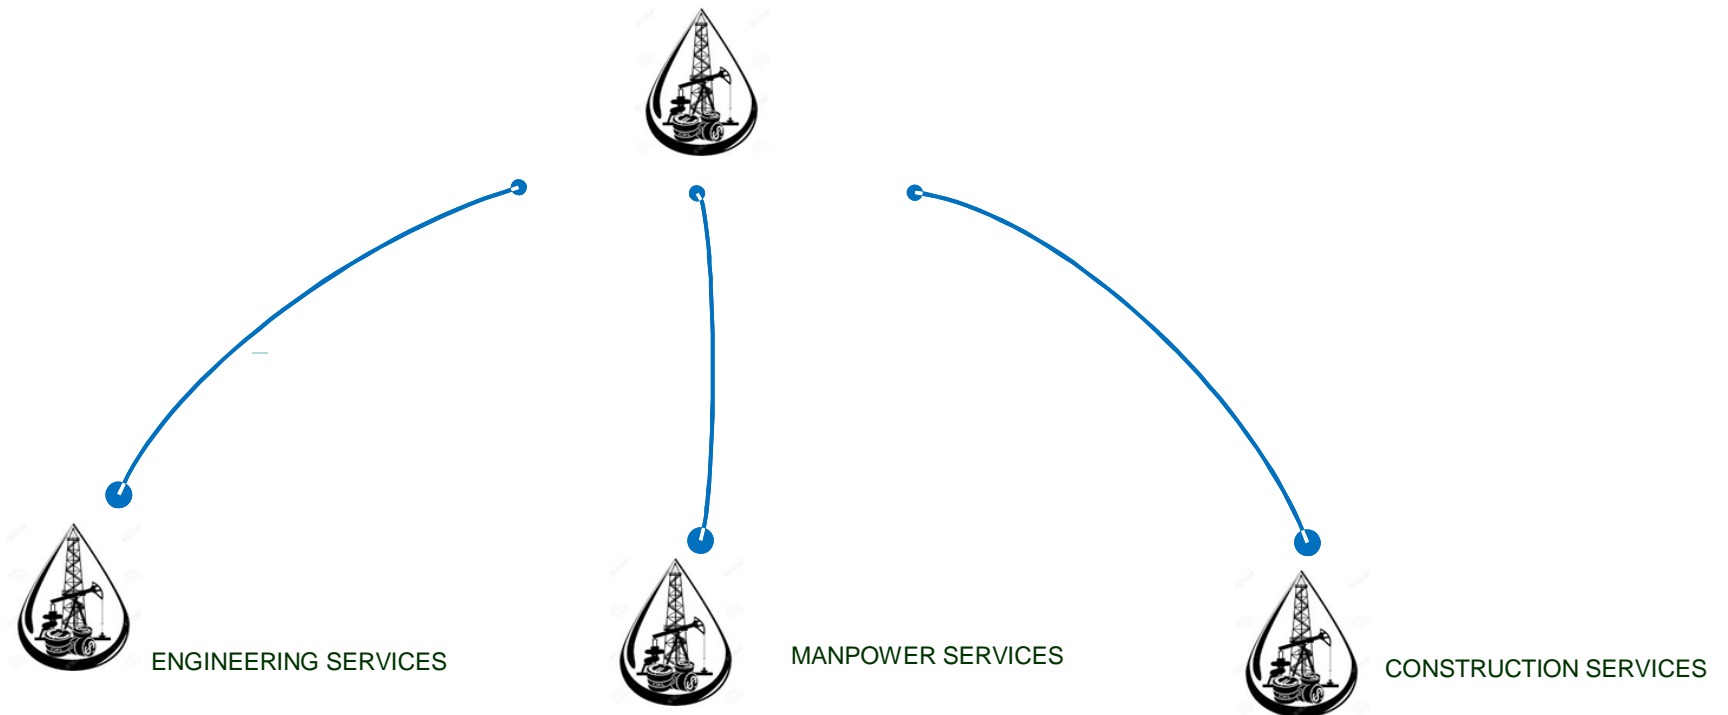 ENGINEERING SERVICES
MANPOWER SERVICES
CONSTRUCTION SERVICES